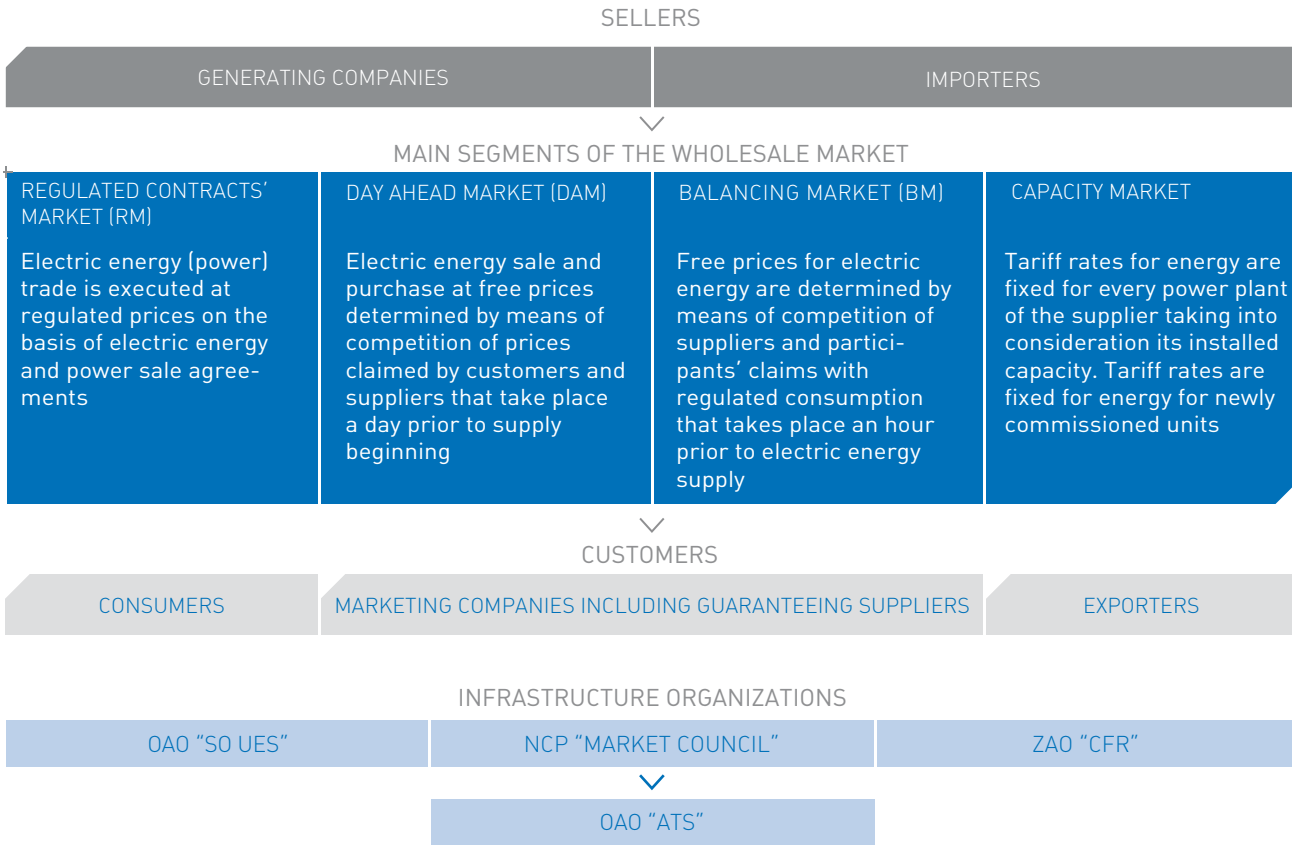 SELLERS
GENERATING COMPANIES
IMPORTERS
MAIN SEGMENTS OF THE WHOLESALE MARKET
REGULATED CONTRACTS’
MARKET (RM)
Electric energy (power)
trade is executed at
regulated prices on the
basis of electric energy
and power sale agree-
ments
DAY AHEAD MARKET (DAM)
Electric energy sale and
purchase at free prices
determined by means of
competition of prices
claimed by customers and
suppliers that take place
a day prior to supply
beginning
BALANCING MARKET (BM)
Free prices for electric
energy are determined by
means of competition of
suppliers and partici-
pants’ claims with
regulated consumption
that takes place an hour
prior to electric energy
supply
CAPACITY MARKET
Tariff rates for energy are
fixed for every power plant
of the supplier taking into
consideration its installed
capacity. Tariff rates are
fixed for energy for newly
commissioned units
CUSTOMERS
CONSUMERS
MARKETING COMPANIES INCLUDING GUARANTEEING SUPPLIERS
EXPORTERS
INFRASTRUCTURE ORGANIZATIONS
OAO “SO UES”
NCP “MARKET COUNCIL”
ZAO “CFR”
OAO “ATS”